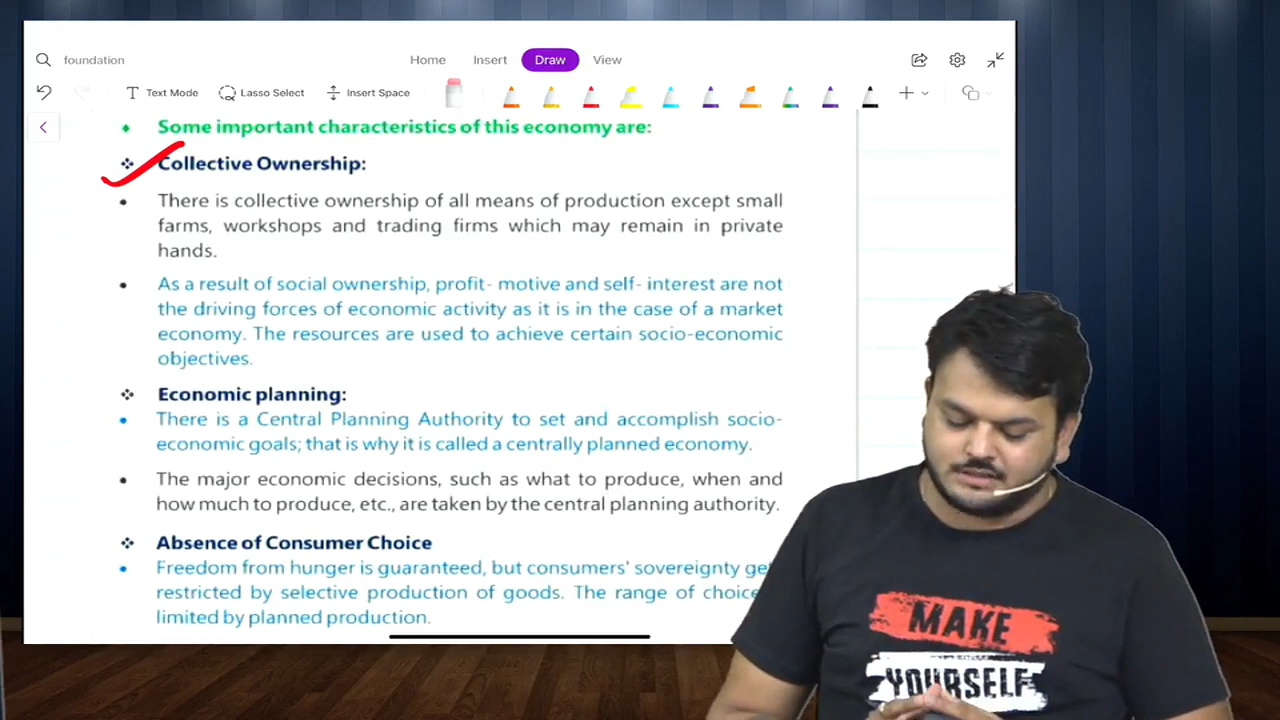 foundation
Home Insert Draw View
Text Mode Lasso Select Insert Space
Some important characteristics of this economy are:
Collective Ownership:
There is collective ownership of all means of production except small
farms, workshops and trading firms which may remain in private
hands.
As a result of social ownership, profit- motive and self- interest are not
the driving forces of economic activity as it is in the case of a market
economy. The resources are used to achieve certain socio-economic
objectives.
Economic planning:
There is a Central Planning Authority to set and accomplish socio-
economic goals; that is why it is called a centrally planned economy.
The major economic decisions, such as what to produce, when and
how much to produce, etc., are taken by the central planning authority.
Absence of Consumer Choice
Freedom from hunger is guaranteed, but consumers' sovereignty
restricted by selective production of goods. The range of choice
limited by planned production.
MAKE
YOURSELF